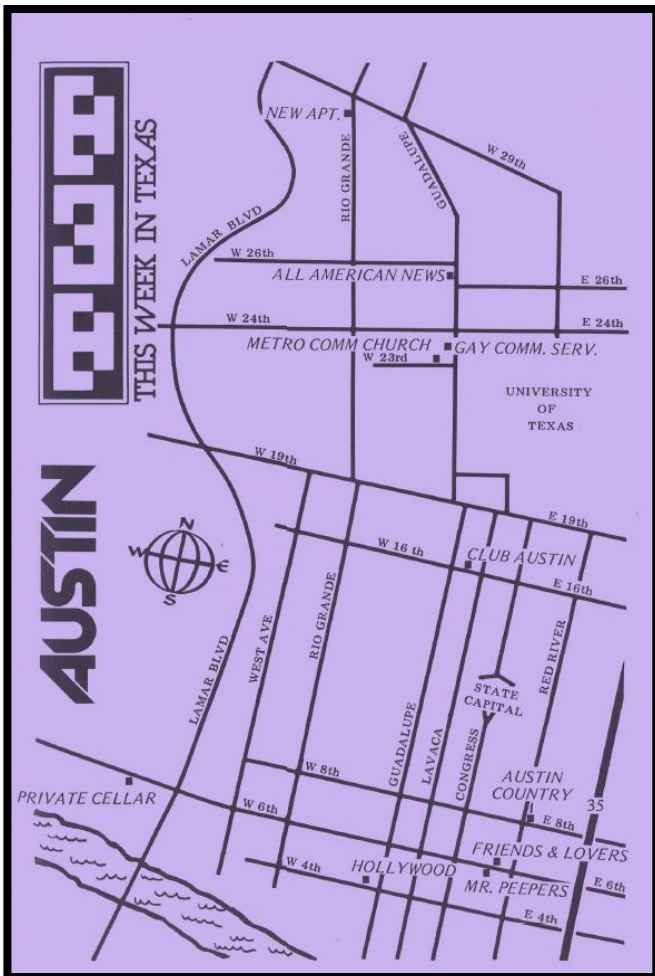 TWT
THIS WEEK IN TEXAS
AUSTIN
NEW APT.
RIO GRANDE
GUADALUPE
W 29th
LAMAR BLVD
W 26th
ALL AMERICAN NEWS
E 26th
W 24th
E 24th
METRO COMM CHURCH
GAY COMM. SERV.
W 23rd
UNIVERSITY
OF
TEXAS
W 19th
E 19th
N
W
E
S
W 16 th
CLUB AUSTIN
E 16th
WEST AVE
RIO GRANDE
LAMAR BLVD
RED RIVER
STATE
CAPITAL
GUADALUPE
LAVACA
CONGRESS
W 8th
AUSTIN
COUNTRY
35
E 8th
PRIVATE CELLAR
W 6th
FRIENDS & LOVERS
E 6th
W 4th
HOLLYWOOD
MR. PEEPERS
E 4th